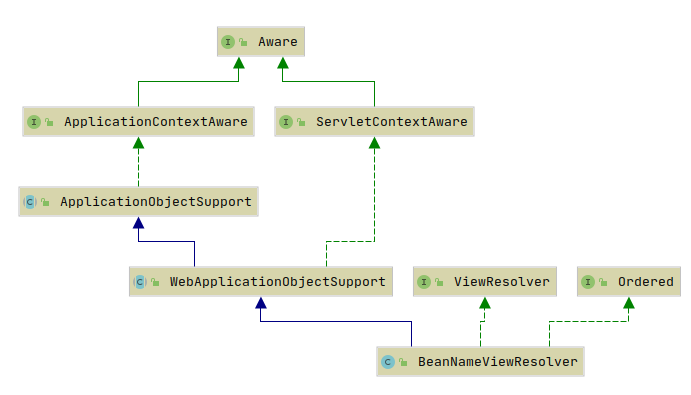 I Aware
I ApplicationContextAware
I ServletContextAware
C ApplicationObjectSupport
C WebApplicationObjectSupport
I ViewResolver
I Ordered
C BeanNameViewResolver